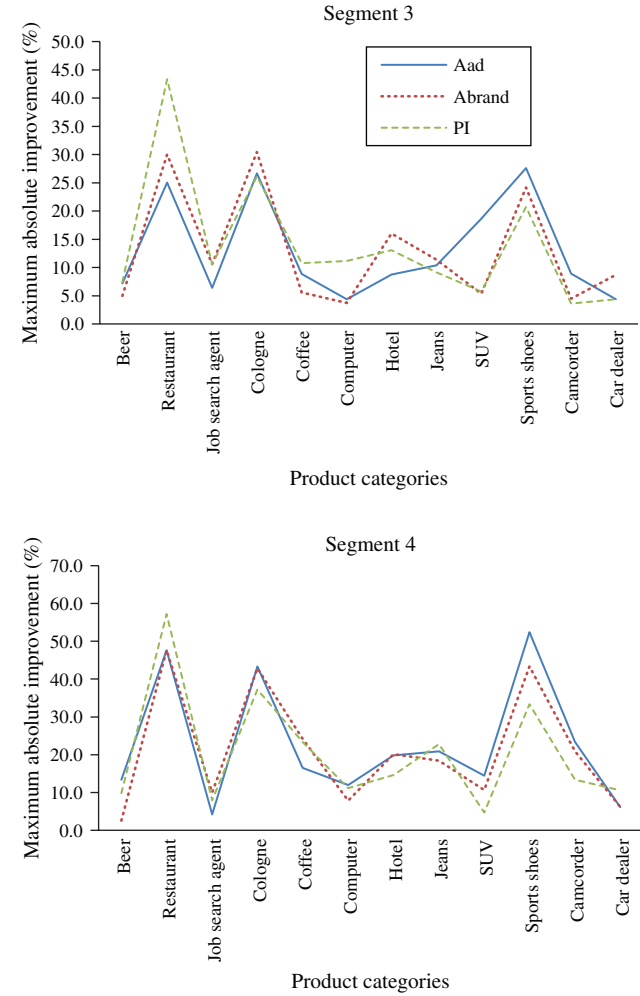 Segment 3
Maximum absolute improvement (%)
50.0
45.0
40.0
35.0
30.0
25.0
20.0
15.0
10.0
5.0
0.0
Aad
Abrand
PI
Beer
Restaurant
Job search agent
Cologne
Coffee
Computer
Hotel
Jeans
SUV
Sports shoes
Camcorder
Car dealer
Product categories
Segment 4
Maximum absolute improvement (%)
70.0
60.0
50.0
40.0
30.0
20.0
10.0
0.0
Beer
Restaurant
Job search agent
Cologne
Coffee
Computer
Hotel
Jeans
SUV
Sports shoes
Camcorder
Car dealer
Product categories